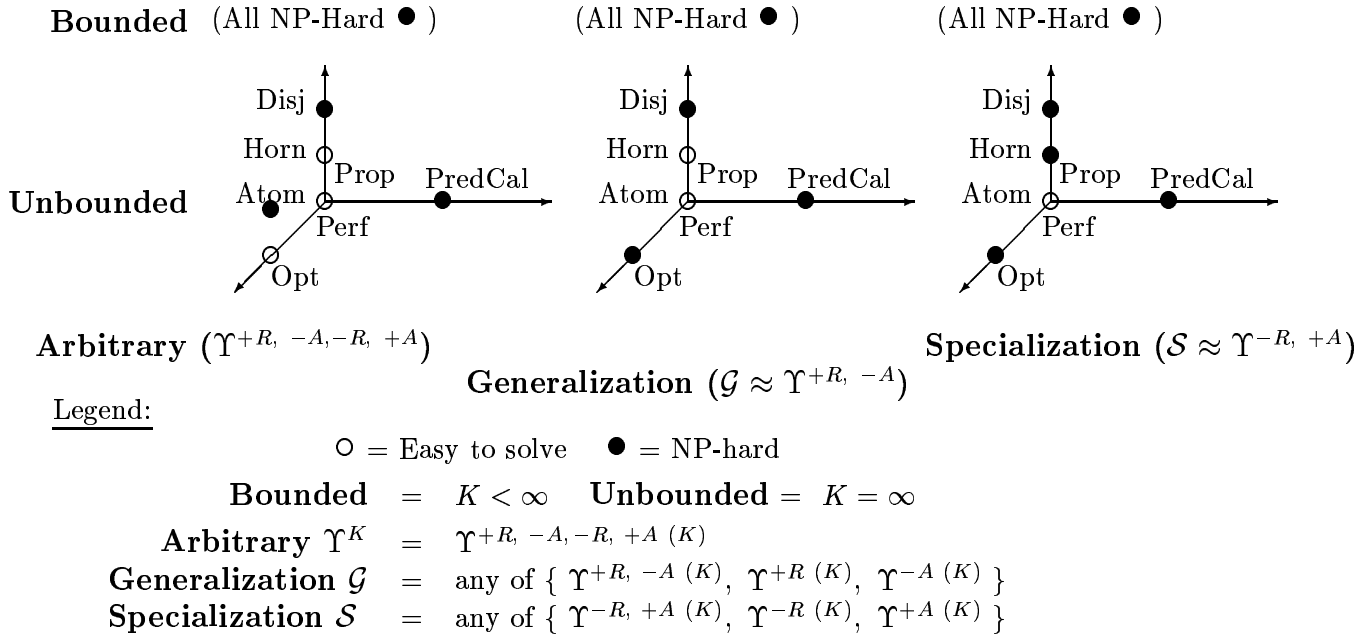 Bounded (All NP-Hard ● ) (All NP-Hard ● ) (All NP-Hard ● )
Disj Disj Disj
Horn Horn Horn
Prop PredCal Prop PredCal Prop PredCal
Unbounded Atom Atom Atom
Perf Perf Perf
Opt Opt Opt
Arbitrary (ϒ^{+R, −A,−R, +A}) Specialization (𝒮 ≈ ϒ^{−R, +A})
Generalization (𝒢 ≈ ϒ^{+R, −A})
Legend:
○ = Easy to solve ● = NP-hard
Bounded = K < ∞ Unbounded = K = ∞
Arbitrary ϒ^K = ϒ^{+R, −A,−R, +A (K)}
Generalization 𝒢 = any of { ϒ^{+R, −A (K)}, ϒ^{+R (K)}, ϒ^{−A (K)} }
Specialization 𝒮 = any of { ϒ^{−R, +A (K)}, ϒ^{−R (K)}, ϒ^{+A (K)} }